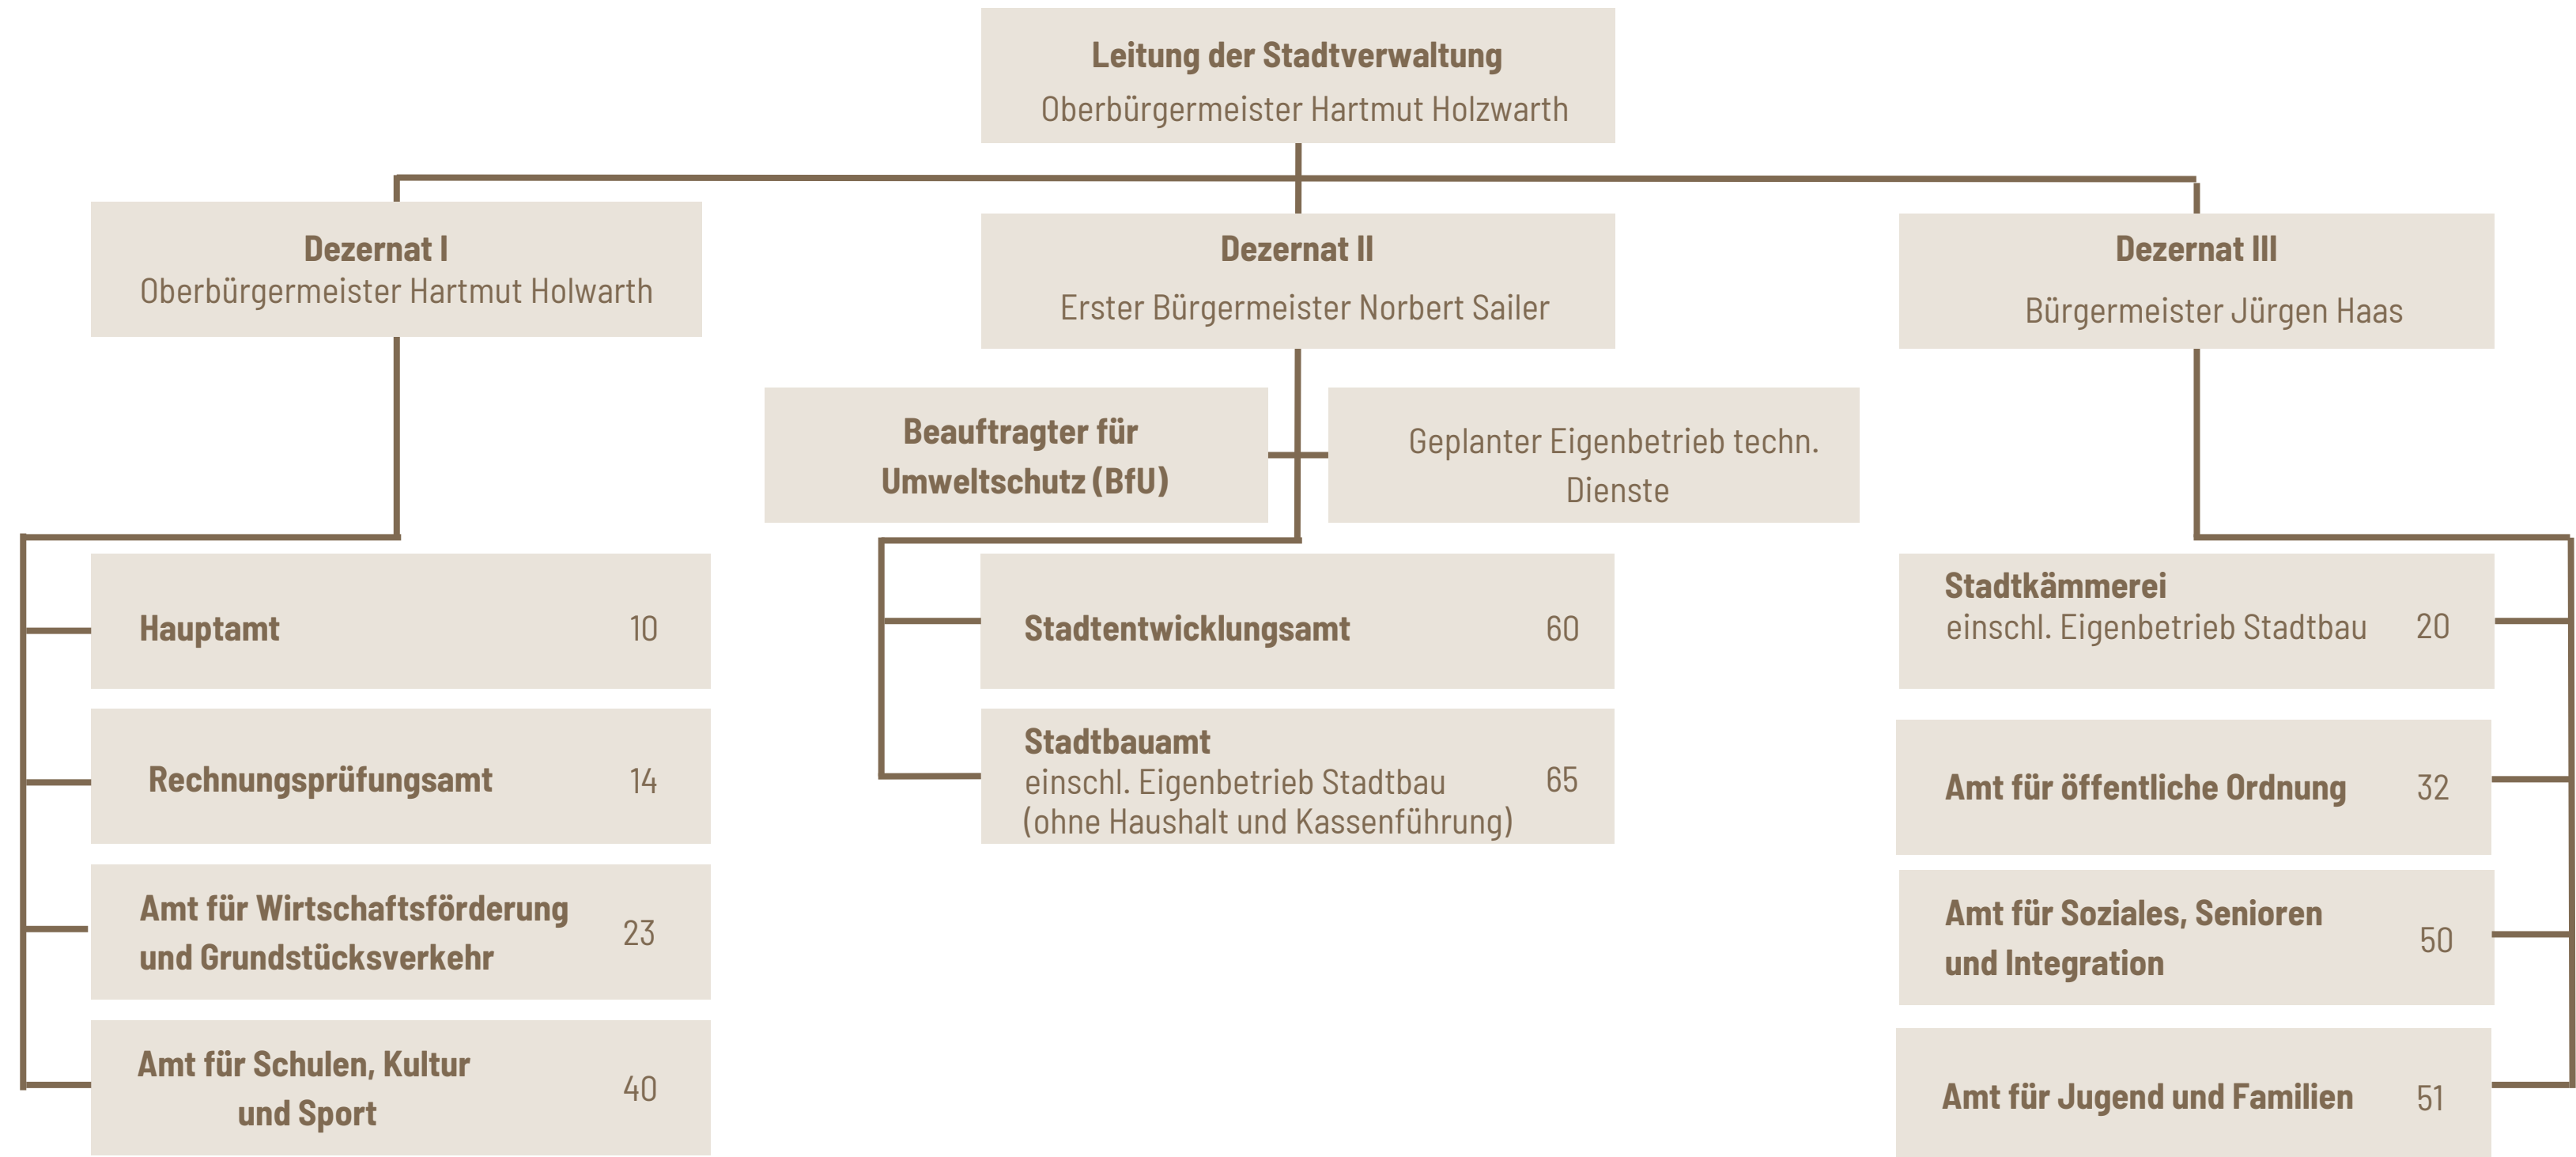 Leitung der Stadtverwaltung
Oberbürgermeister Hartmut Holzwarth
Dezernat I
Oberbürgermeister Hartmut Holwarth
Dezernat II
Erster Bürgermeister Norbert Sailer
Dezernat III
Bürgermeister Jürgen Haas
Beauftragter für
Umweltschutz (BfU)
Geplanter Eigenbetrieb techn.
Dienste
Hauptamt 10
Rechnungsprüfungsamt 14
Amt für Wirtschaftsförderung
und Grundstücksverkehr 23
Amt für Schulen, Kultur
und Sport 40
Stadtentwicklungsamt 60
Stadtbauamt
einschl. Eigenbetrieb Stadtbau 65
(ohne Haushalt und Kassenführung)
Stadtkämmerei
einschl. Eigenbetrieb Stadtbau 20
Amt für öffentliche Ordnung 32
Amt für Soziales, Senioren
und Integration 50
Amt für Jugend und Familien 51